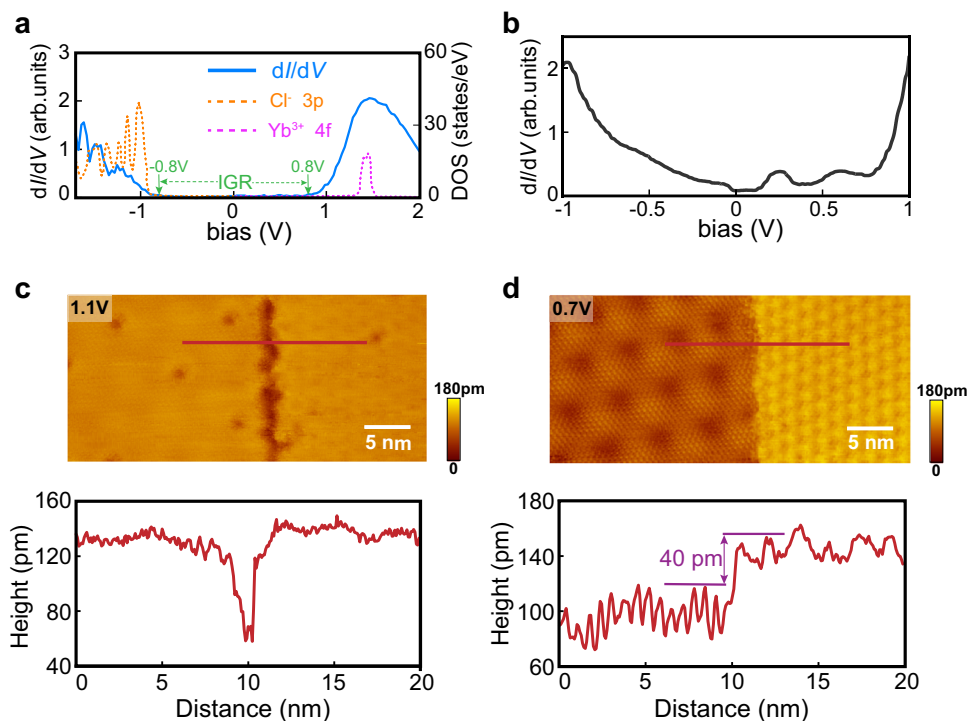 a
dI/dV (arb.units)
3
2
1
0
dI/dV
Cl⁻ 3p
Yb³⁺ 4f
-0.8V
0.8V
IGR
60
30
0
DOS (states/eV)
-1
0
1
2
bias (V)
b
dI/dV (arb.units)
2
1
0
-1
-0.5
0
0.5
1
bias (V)
c
1.1V
5 nm
180pm
0
Height (pm)
160
120
80
40
0
5
10
15
20
Distance (nm)
d
0.7V
5 nm
180pm
0
Height (pm)
180
140
100
60
40 pm
0
5
10
15
20
Distance (nm)